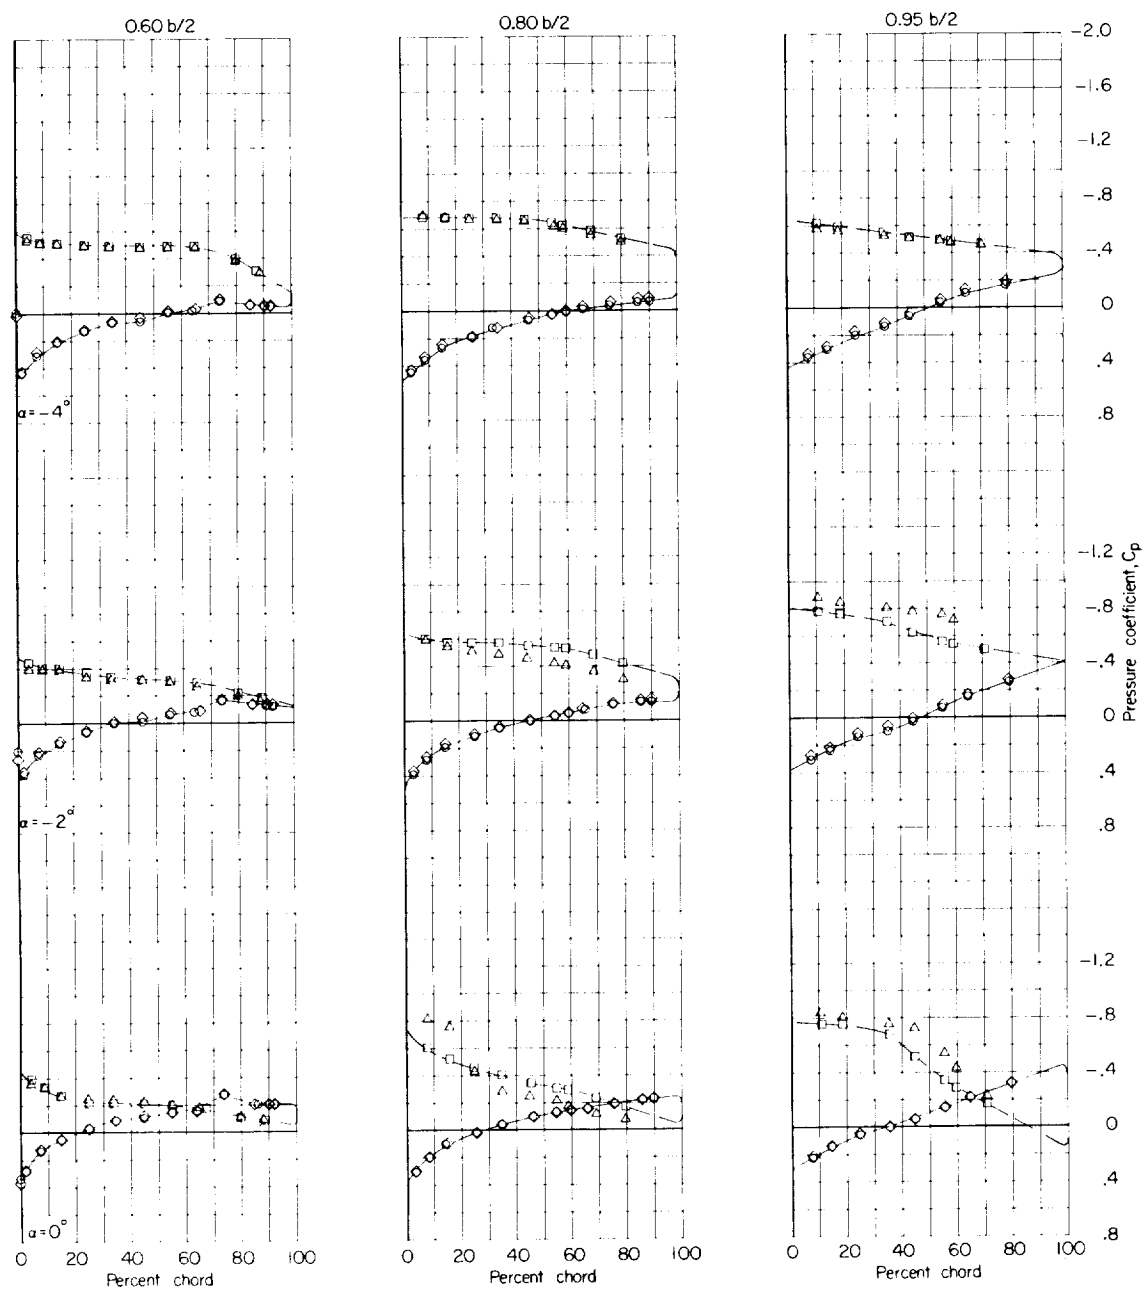 0.60 b/2
0.80 b/2
0.95 b/2
-2.0
-1.6
-1.2
-.8
-.4
0
.4
.8
α=-4°
-1.2
-.8
-.4
0
.4
.8
α=-2°
Pressure coefficient, Cp
-1.2
-.8
-.4
0
.4
.8
α=0°
0 20 40 60 80 100
Percent chord
0 20 40 60 80 100
Percent chord
0 20 40 60 80 100
Percent chord